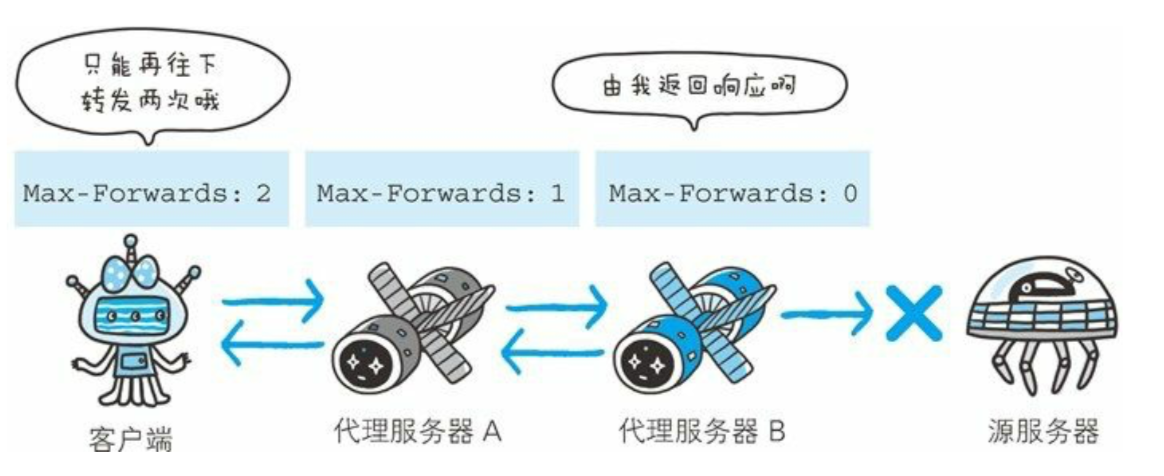 只能再往下
转发两次哦
由我返回响应啊
Max-Forwards: 2
Max-Forwards: 1
Max-Forwards: 0
客户端
代理服务器 A
代理服务器 B
源服务器